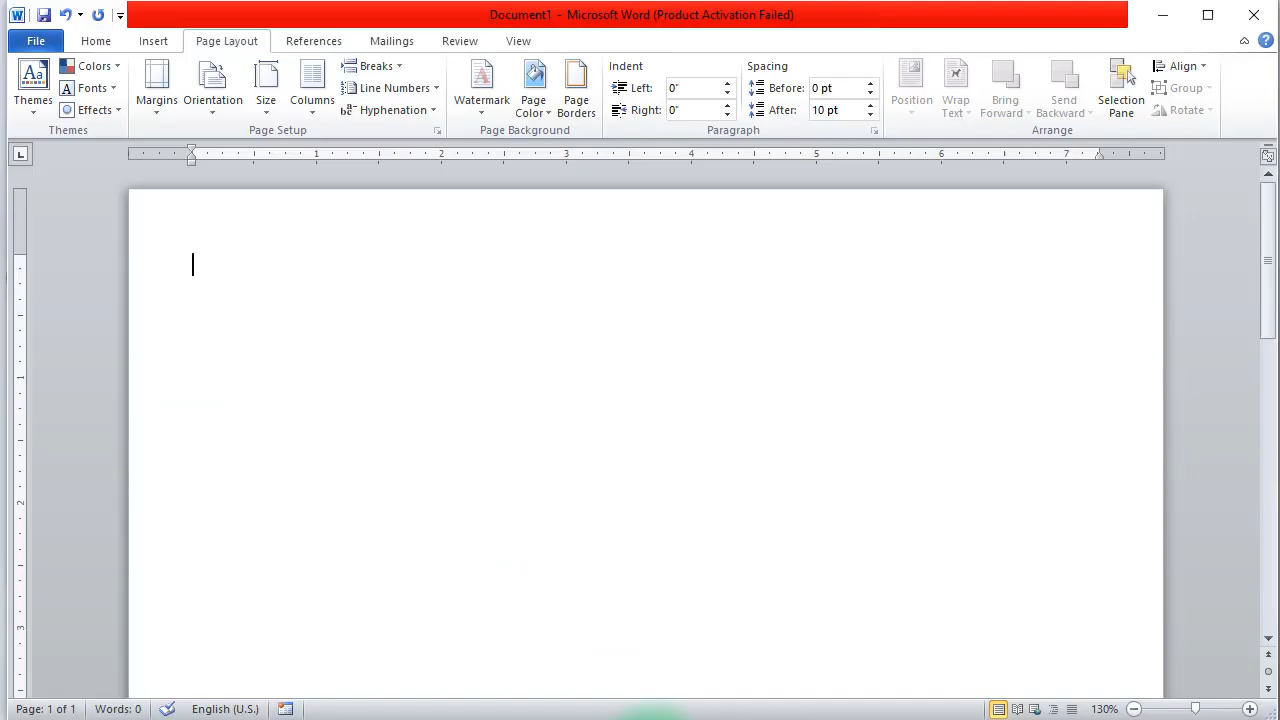 Document1 - Microsoft Word (Product Activation Failed)
File Home Insert Page Layout References Mailings Review View
Themes
Colors
Fonts
Effects
Themes
Margins
Orientation
Size
Columns
Breaks
Line Numbers
Hyphenation
Page Setup
Watermark
Page
Color
Page
Borders
Page Background
Indent
Left: 0"
Right: 0"
Spacing
Before: 0 pt
After: 10 pt
Paragraph
Position
Wrap
Text
Bring
Forward
Send
Backward
Selection
Pane
Align
Group
Rotate
Arrange
1 2 3 4 5 6 7
1
2
3
Page: 1 of 1 Words: 0 English (U.S.) 130%